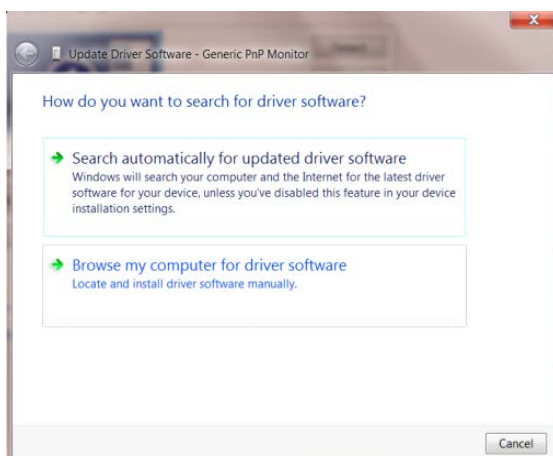 Update Driver Software - Generic PnP Monitor
How do you want to search for driver software?
Search automatically for updated driver software
Windows will search your computer and the Internet for the latest driver
software for your device, unless you've disabled this feature in your device
installation settings.
Browse my computer for driver software
Locate and install driver software manually.
Cancel